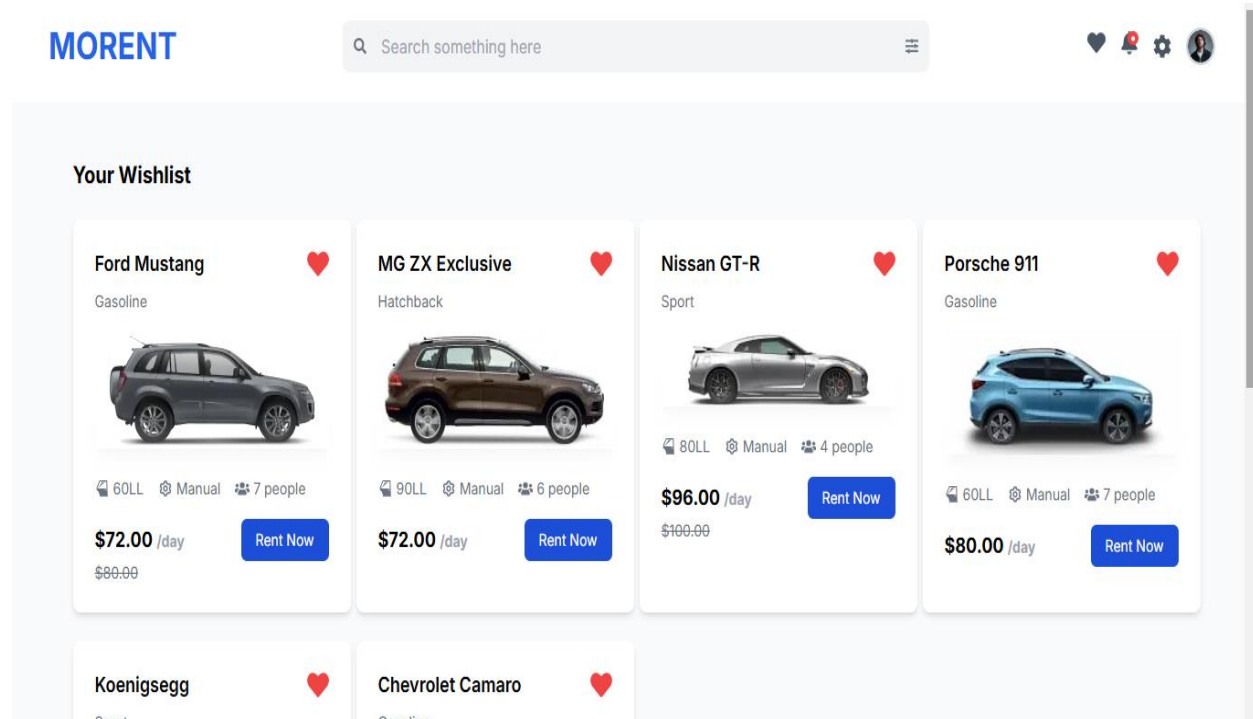 MORENT
Search something here
Your Wishlist
Ford Mustang
Gasoline
60LL Manual 7 people
$72.00 /day
Rent Now
$80.00
MG ZX Exclusive
Hatchback
90LL Manual 6 people
$72.00 /day
Rent Now
Nissan GT-R
Sport
80LL Manual 4 people
$96.00 /day
Rent Now
$100.00
Porsche 911
Gasoline
60LL Manual 7 people
$80.00 /day
Rent Now
Koenigsegg
Chevrolet Camaro